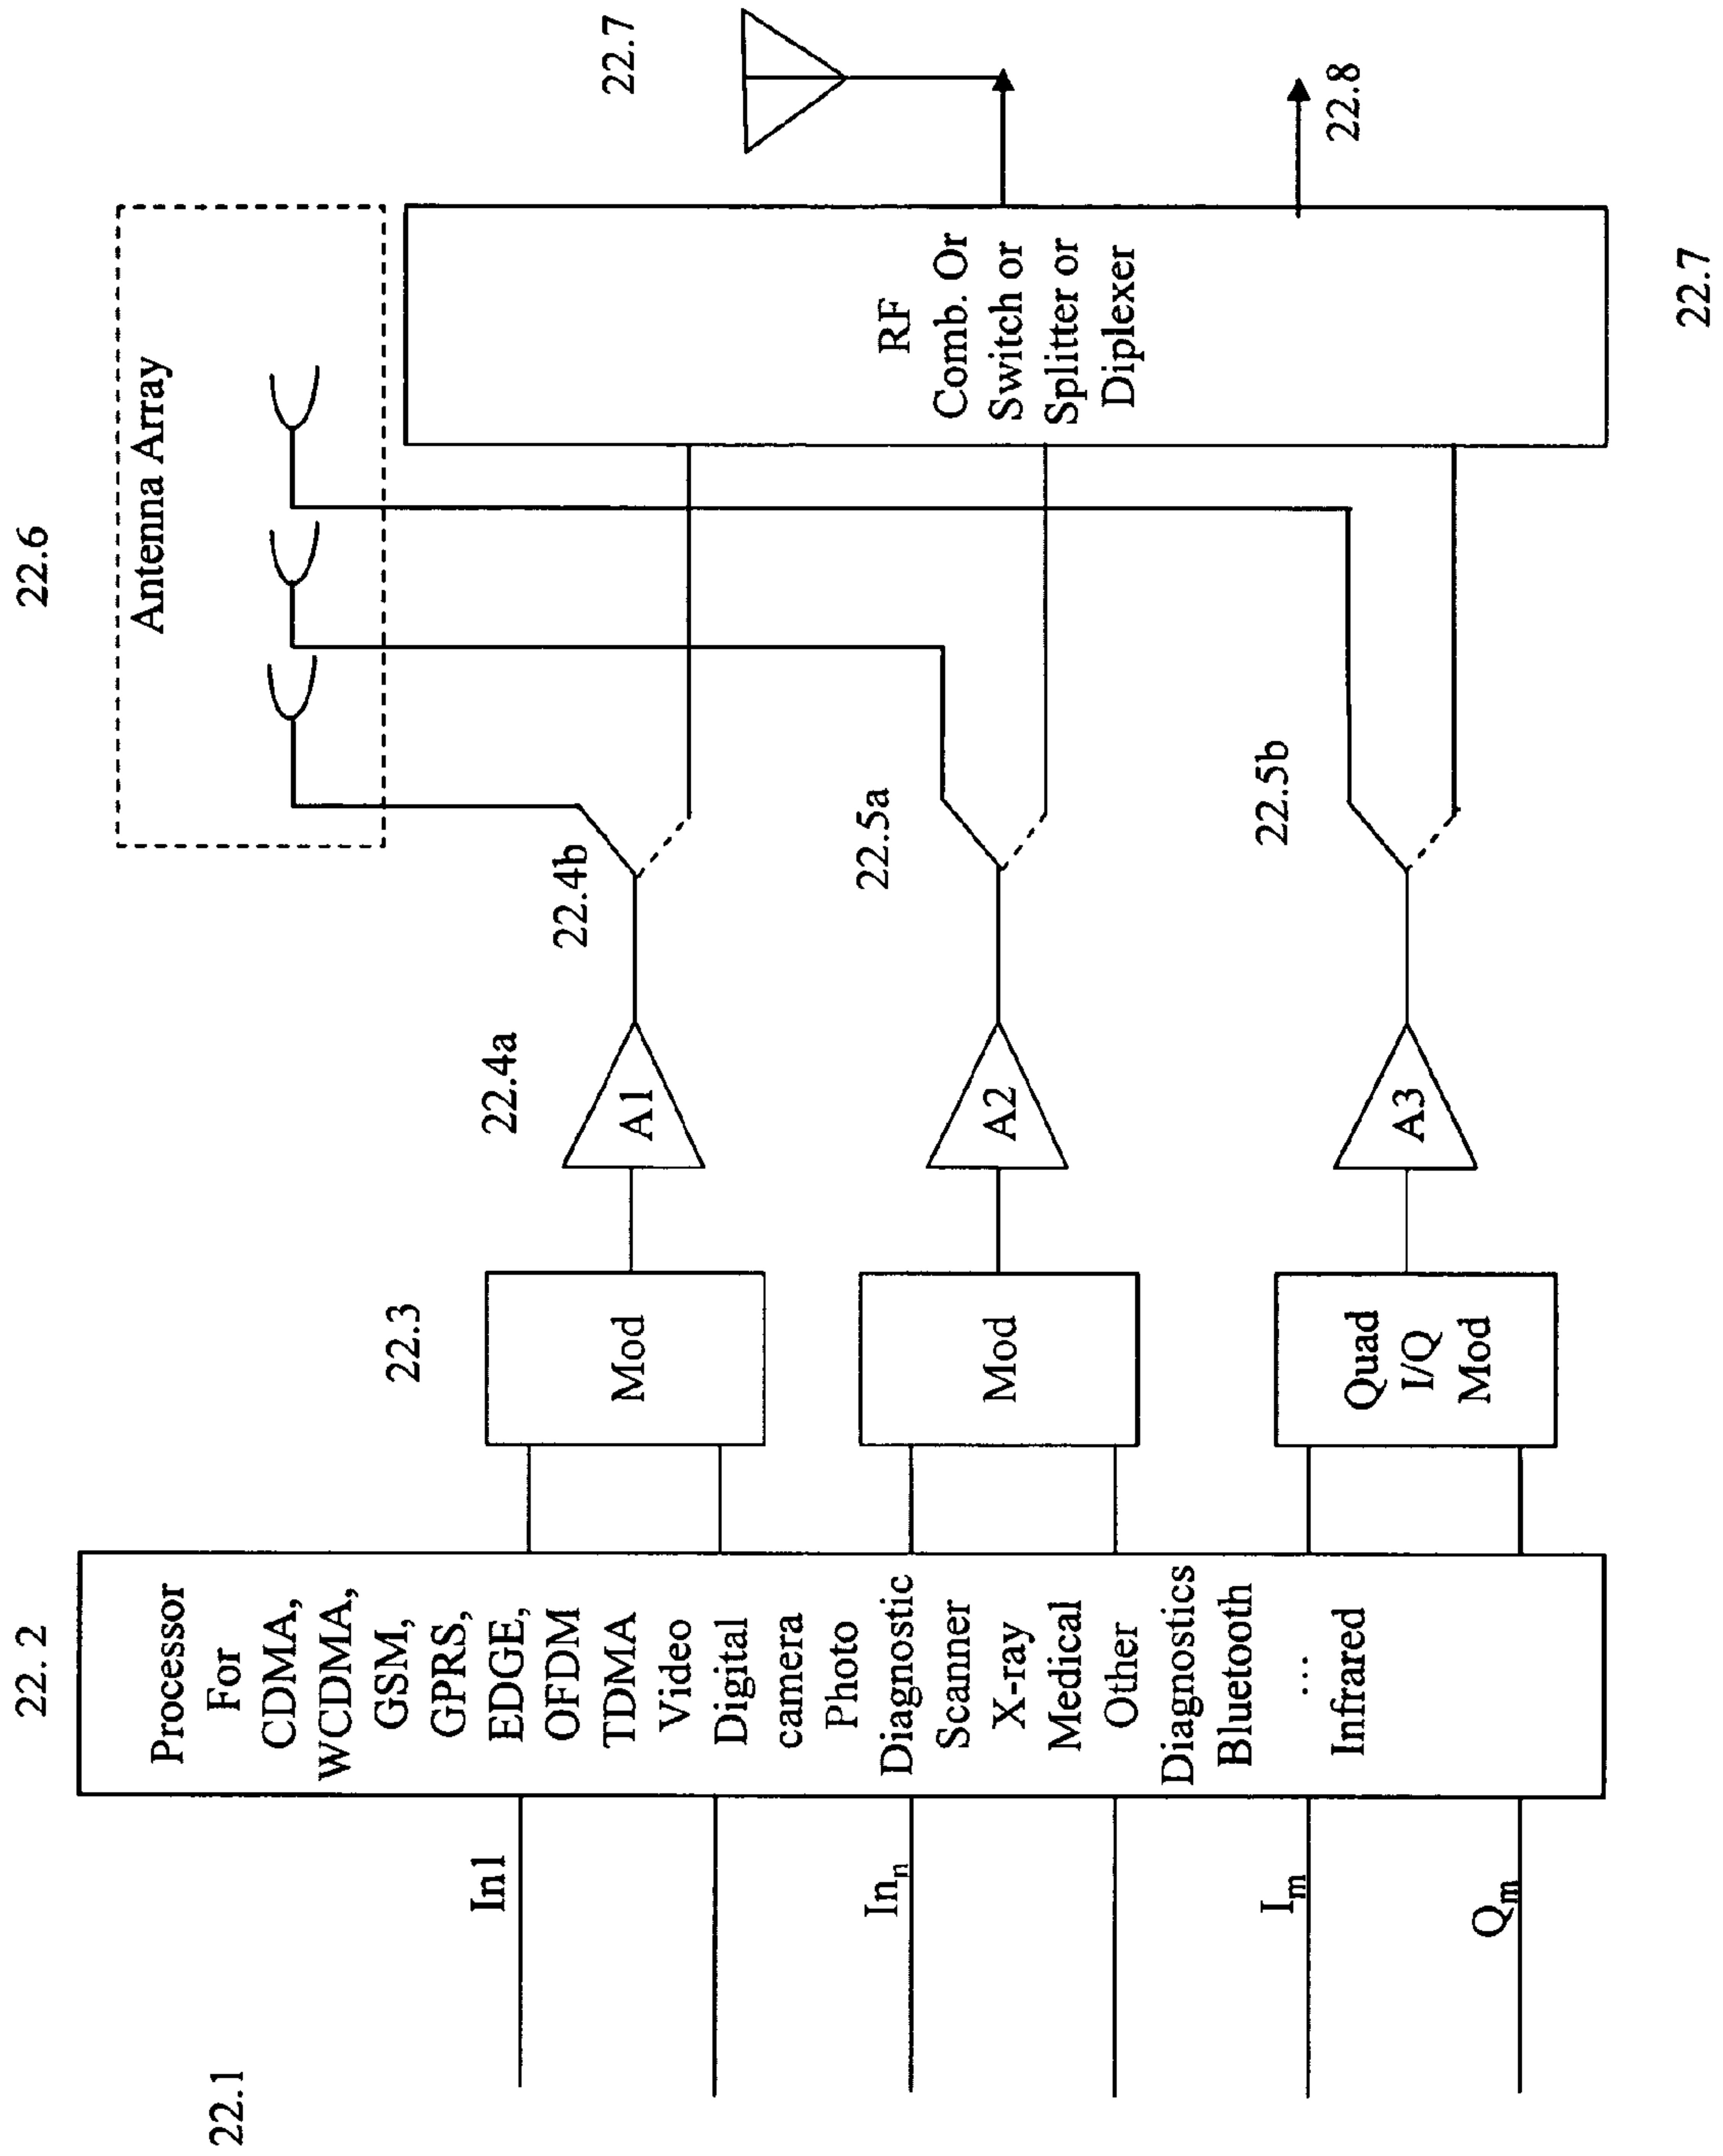 22.1
In1
In_n
I_m
Q_m
22. 2
Processor
For
CDMA,
WCDMA,
GSM,
GPRS,
EDGE,
OFDM
TDMA
Video
Digital
camera
Photo
Diagnostic
Scanner
X-ray
Medical
Other
Diagnostics
Bluetooth
...
Infrared
22.3
Mod
Mod
Quad
I/Q
Mod
22.4a
A1
A2
A3
22.4b
22.5a
22.5b
22.6
Antenna Array
RF
Comb. Or
Switch or
Splitter or
Diplexer
22.7
22.7
22.8